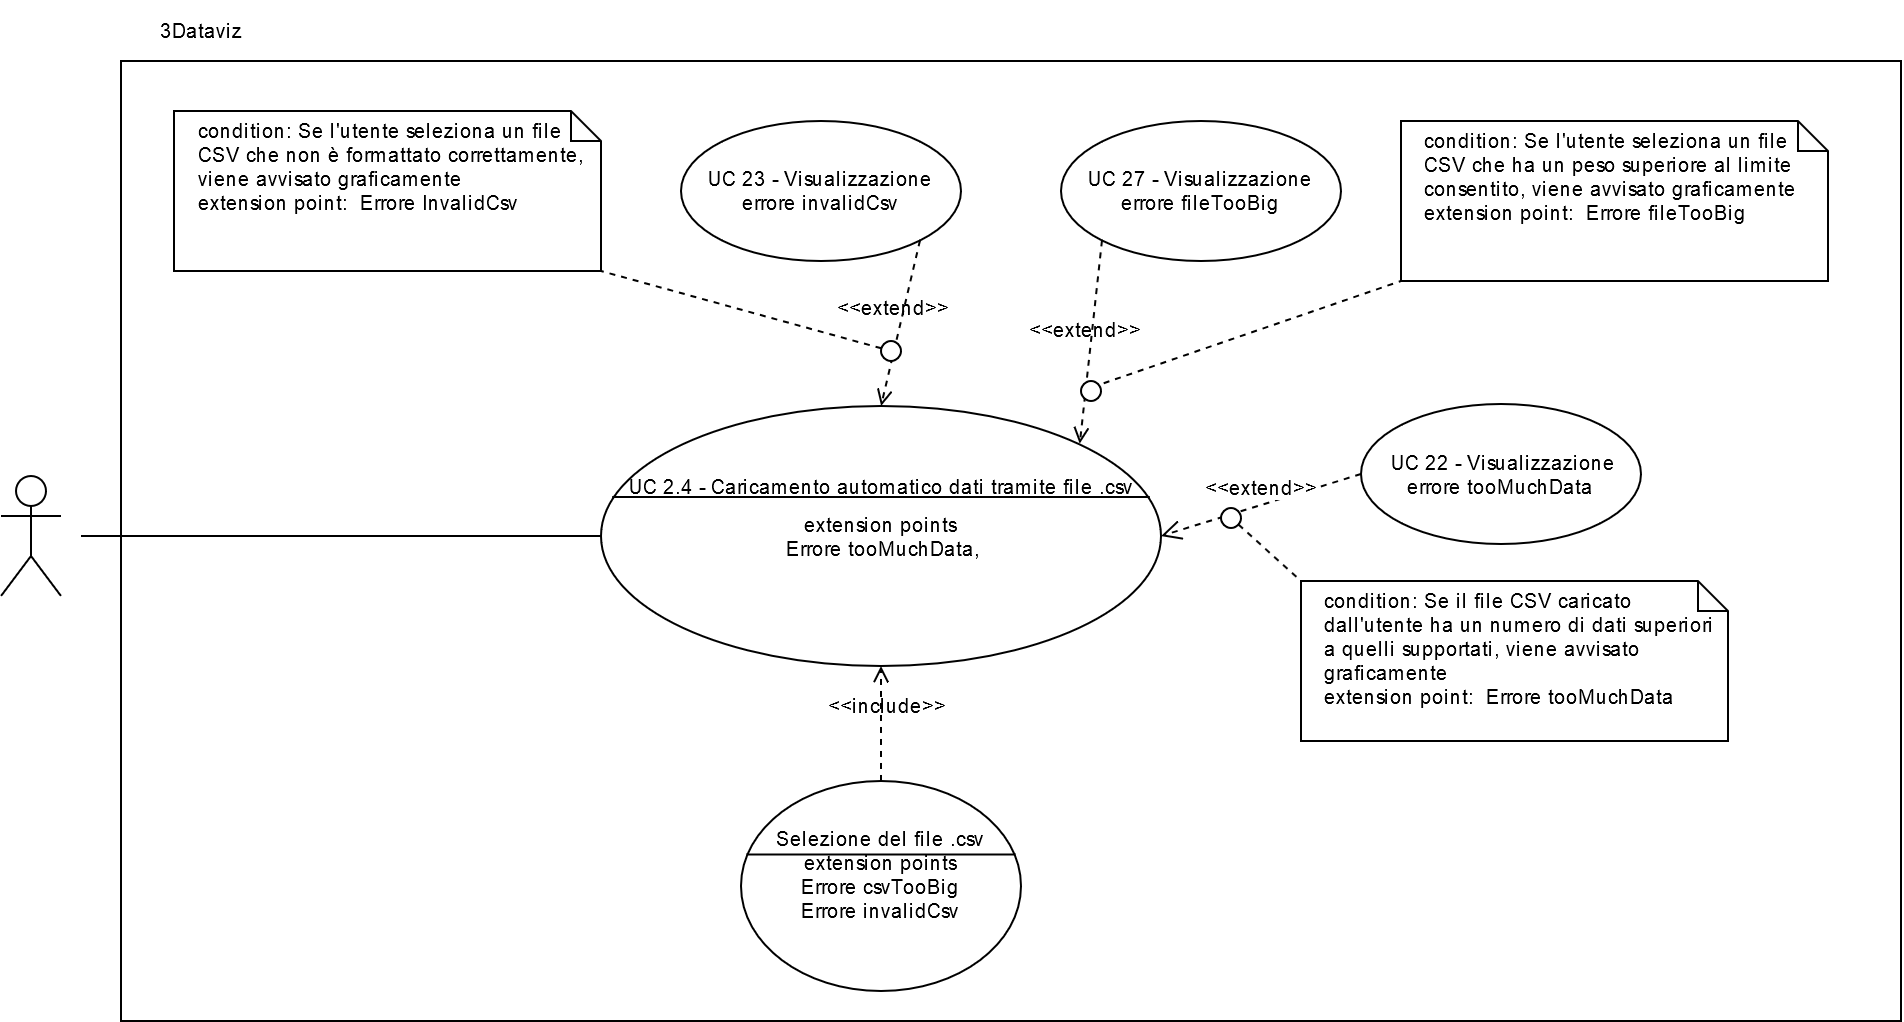 3Dataviz
condition: Se l'utente seleziona un file
CSV che non è formattato correttamente,
viene avvisato graficamente
extension point:  Errore InvalidCsv
UC 23 - Visualizzazione
errore invalidCsv
UC 27 - Visualizzazione
errore fileTooBig
condition: Se l'utente seleziona un file
CSV che ha un peso superiore al limite
consentito, viene avvisato graficamente
extension point:  Errore fileTooBig
<<extend>>
<<extend>>
UC 2.4 - Caricamento automatico dati tramite file .csv
extension points
Errore tooMuchData,
<<extend>>
UC 22 - Visualizzazione
errore tooMuchData
condition: Se il file CSV caricato
dall'utente ha un numero di dati superiori
a quelli supportati, viene avvisato
graficamente
extension point:  Errore tooMuchData
<<include>>
Selezione del file .csv
extension points
Errore csvTooBig
Errore invalidCsv